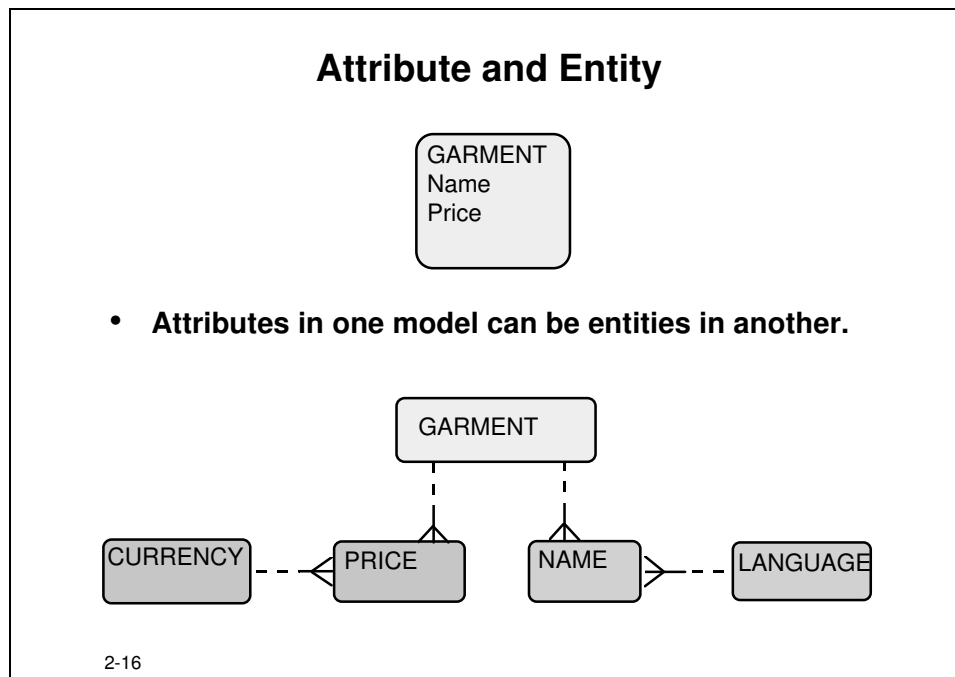 Attribute and Entity
GARMENT
Name
Price
• Attributes in one model can be entities in another.
GARMENT
CURRENCY
PRICE
NAME
LANGUAGE
2-16